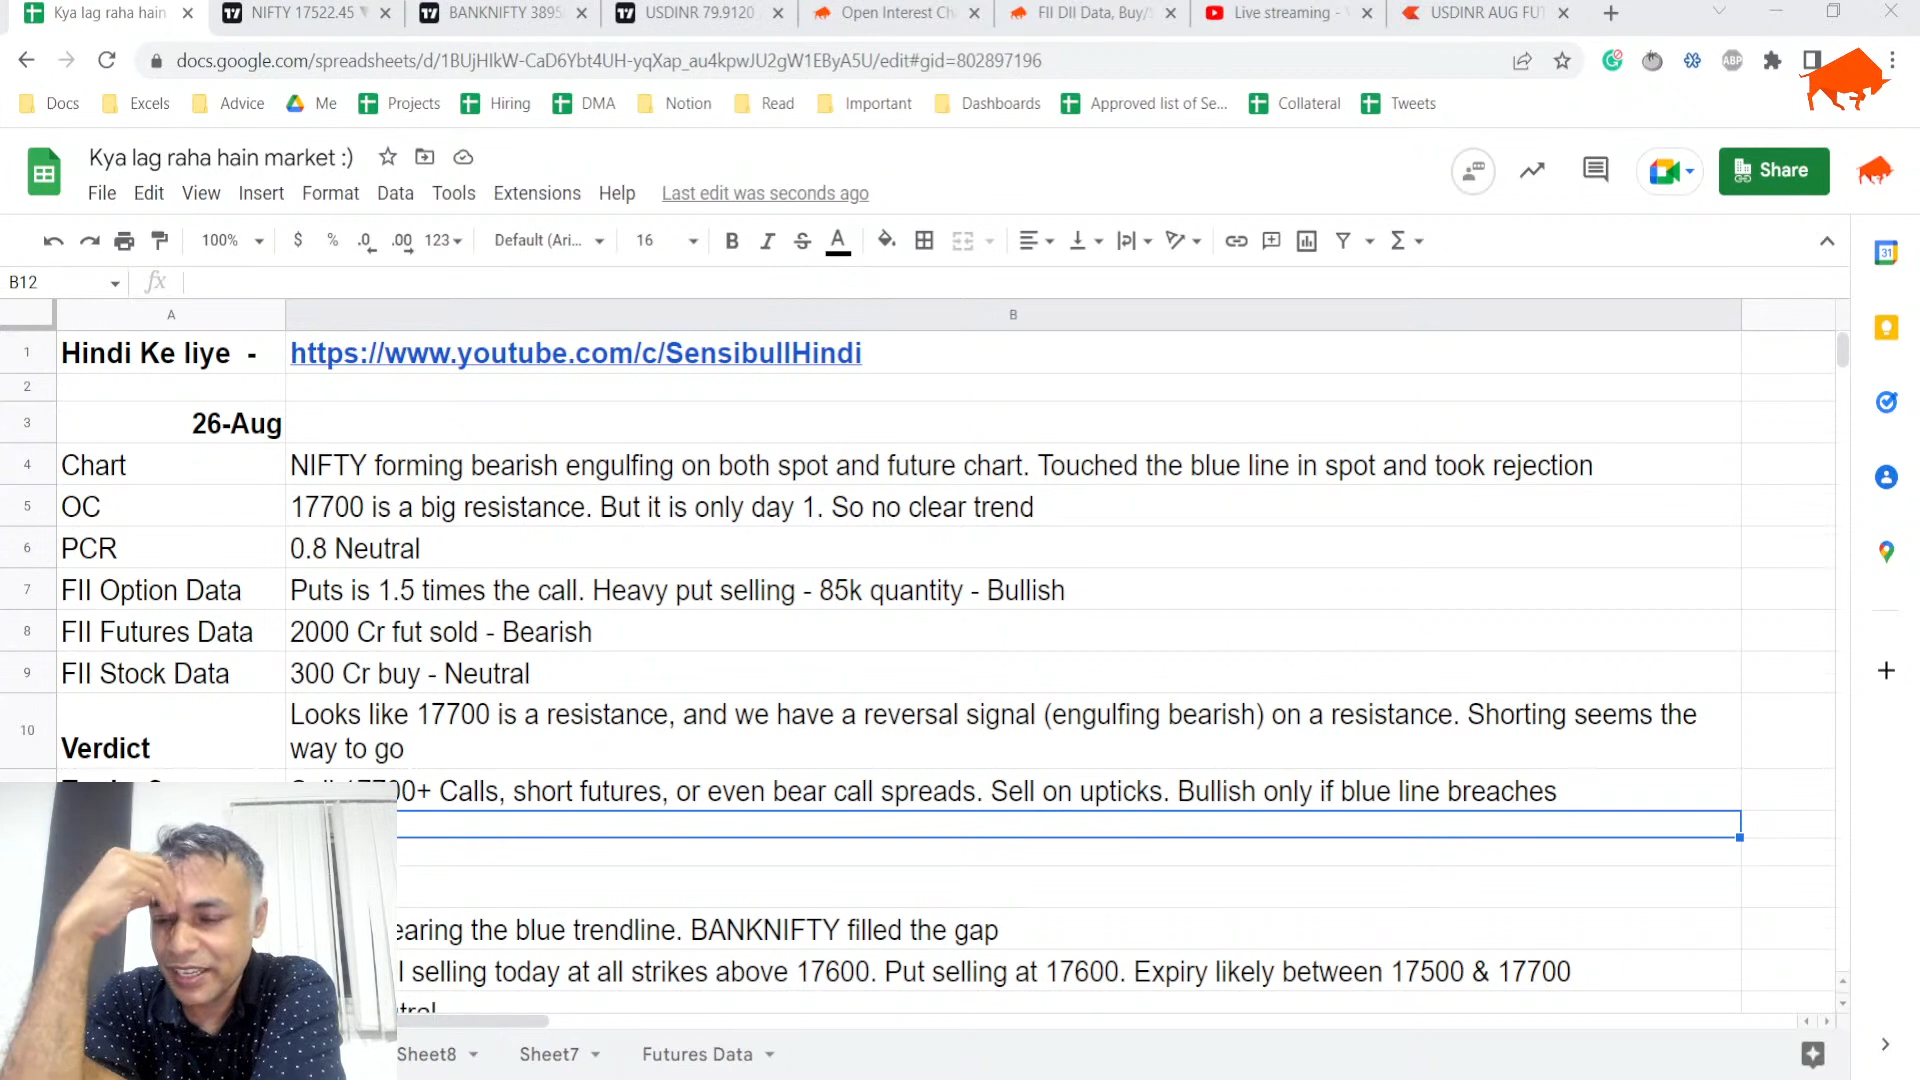 Kya lag raha hain
NIFTY 17522.45
BANKNIFTY 3895
USDINR 79.9120
Open Interest Ch
FII DII Data, Buy/
Live streaming -
USDINR AUG FUT
docs.google.com/spreadsheets/d/1BUjHIkW-CaD6Ybt4UH-yqXap_au4kpwJU2gW1EByA5U/edit#gid=802897196
ABP
Docs Excels Advice Me Projects Hiring DMA Notion Read Important Dashboards Approved list of Se... Collateral Tweets
Kya lag raha hain market :)
File Edit View Insert Format Data Tools Extensions Help Last edit was seconds ago
Share
100% $ % .0 .00 123 Default (Ari... 16 B I S A
31
B12 fx
A B
1 Hindi Ke liye - https://www.youtube.com/c/SensibullHindi
2
3 26-Aug
4 Chart NIFTY forming bearish engulfing on both spot and future chart. Touched the blue line in spot and took rejection
5 OC 17700 is a big resistance. But it is only day 1. So no clear trend
6 PCR 0.8 Neutral
7 FII Option Data Puts is 1.5 times the call. Heavy put selling - 85k quantity - Bullish
8 FII Futures Data 2000 Cr fut sold - Bearish
9 FII Stock Data 300 Cr buy - Neutral
10 Verdict Looks like 17700 is a resistance, and we have a reversal signal (engulfing bearish) on a resistance. Shorting seems the
way to go
00+ Calls, short futures, or even bear call spreads. Sell on upticks. Bullish only if blue line breaches
earing the blue trendline. BANKNIFTY filled the gap
l selling today at all strikes above 17600. Put selling at 17600. Expiry likely between 17500 & 17700
Sheet8 Sheet7 Futures Data